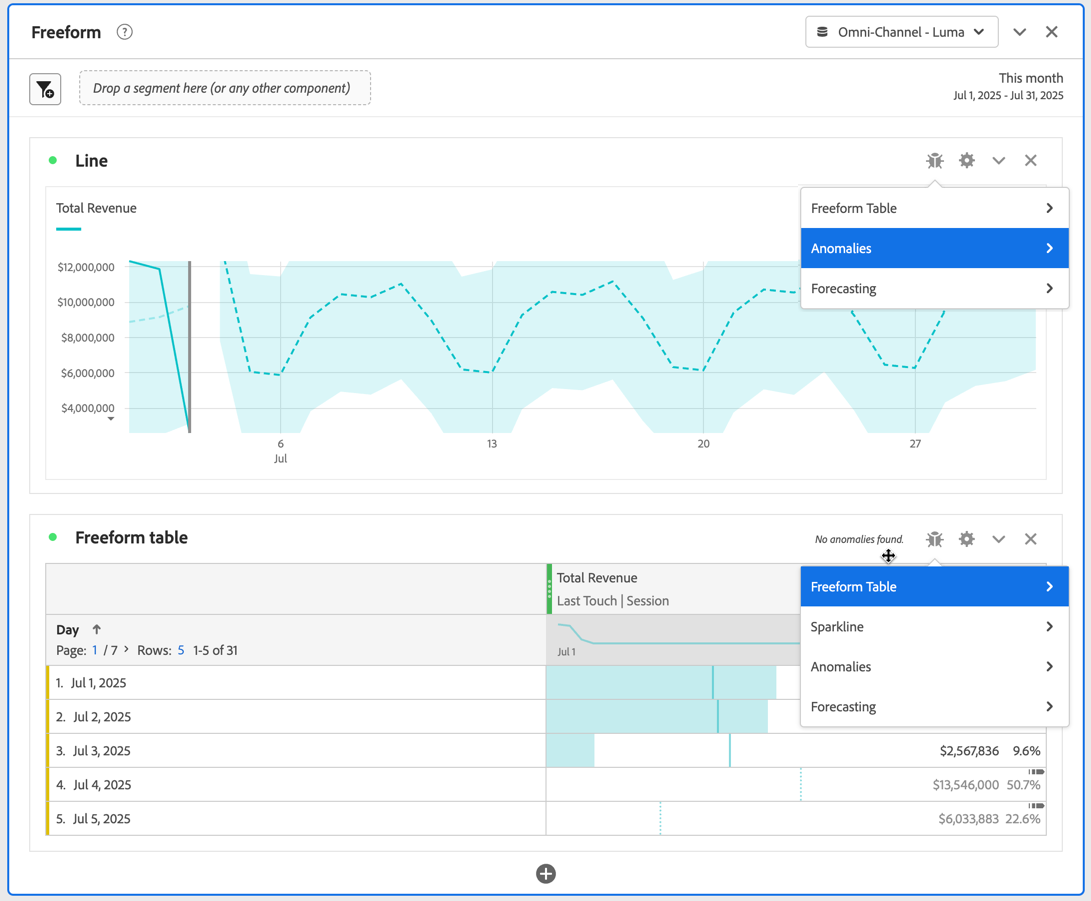 Freeform ?
Omni-Channel - Luma
Drop a segment here (or any other component)
This month
Jul 1, 2025 - Jul 31, 2025
Line
Total Revenue
Freeform Table
Anomalies
Forecasting
$12,000,000
$10,000,000
$8,000,000
$6,000,000
$4,000,000
6 13 20 27
Jul
Freeform table
No anomalies found.
Total Revenue
Last Touch | Session
Freeform Table
Sparkline
Anomalies
Forecasting
Day
Page: 1 / 7 Rows: 5 1-5 of 31
Jul 1
1. Jul 1, 2025
2. Jul 2, 2025
3. Jul 3, 2025 $2,567,836 9.6%
4. Jul 4, 2025 $13,546,000 50.7%
5. Jul 5, 2025 $6,033,883 22.6%